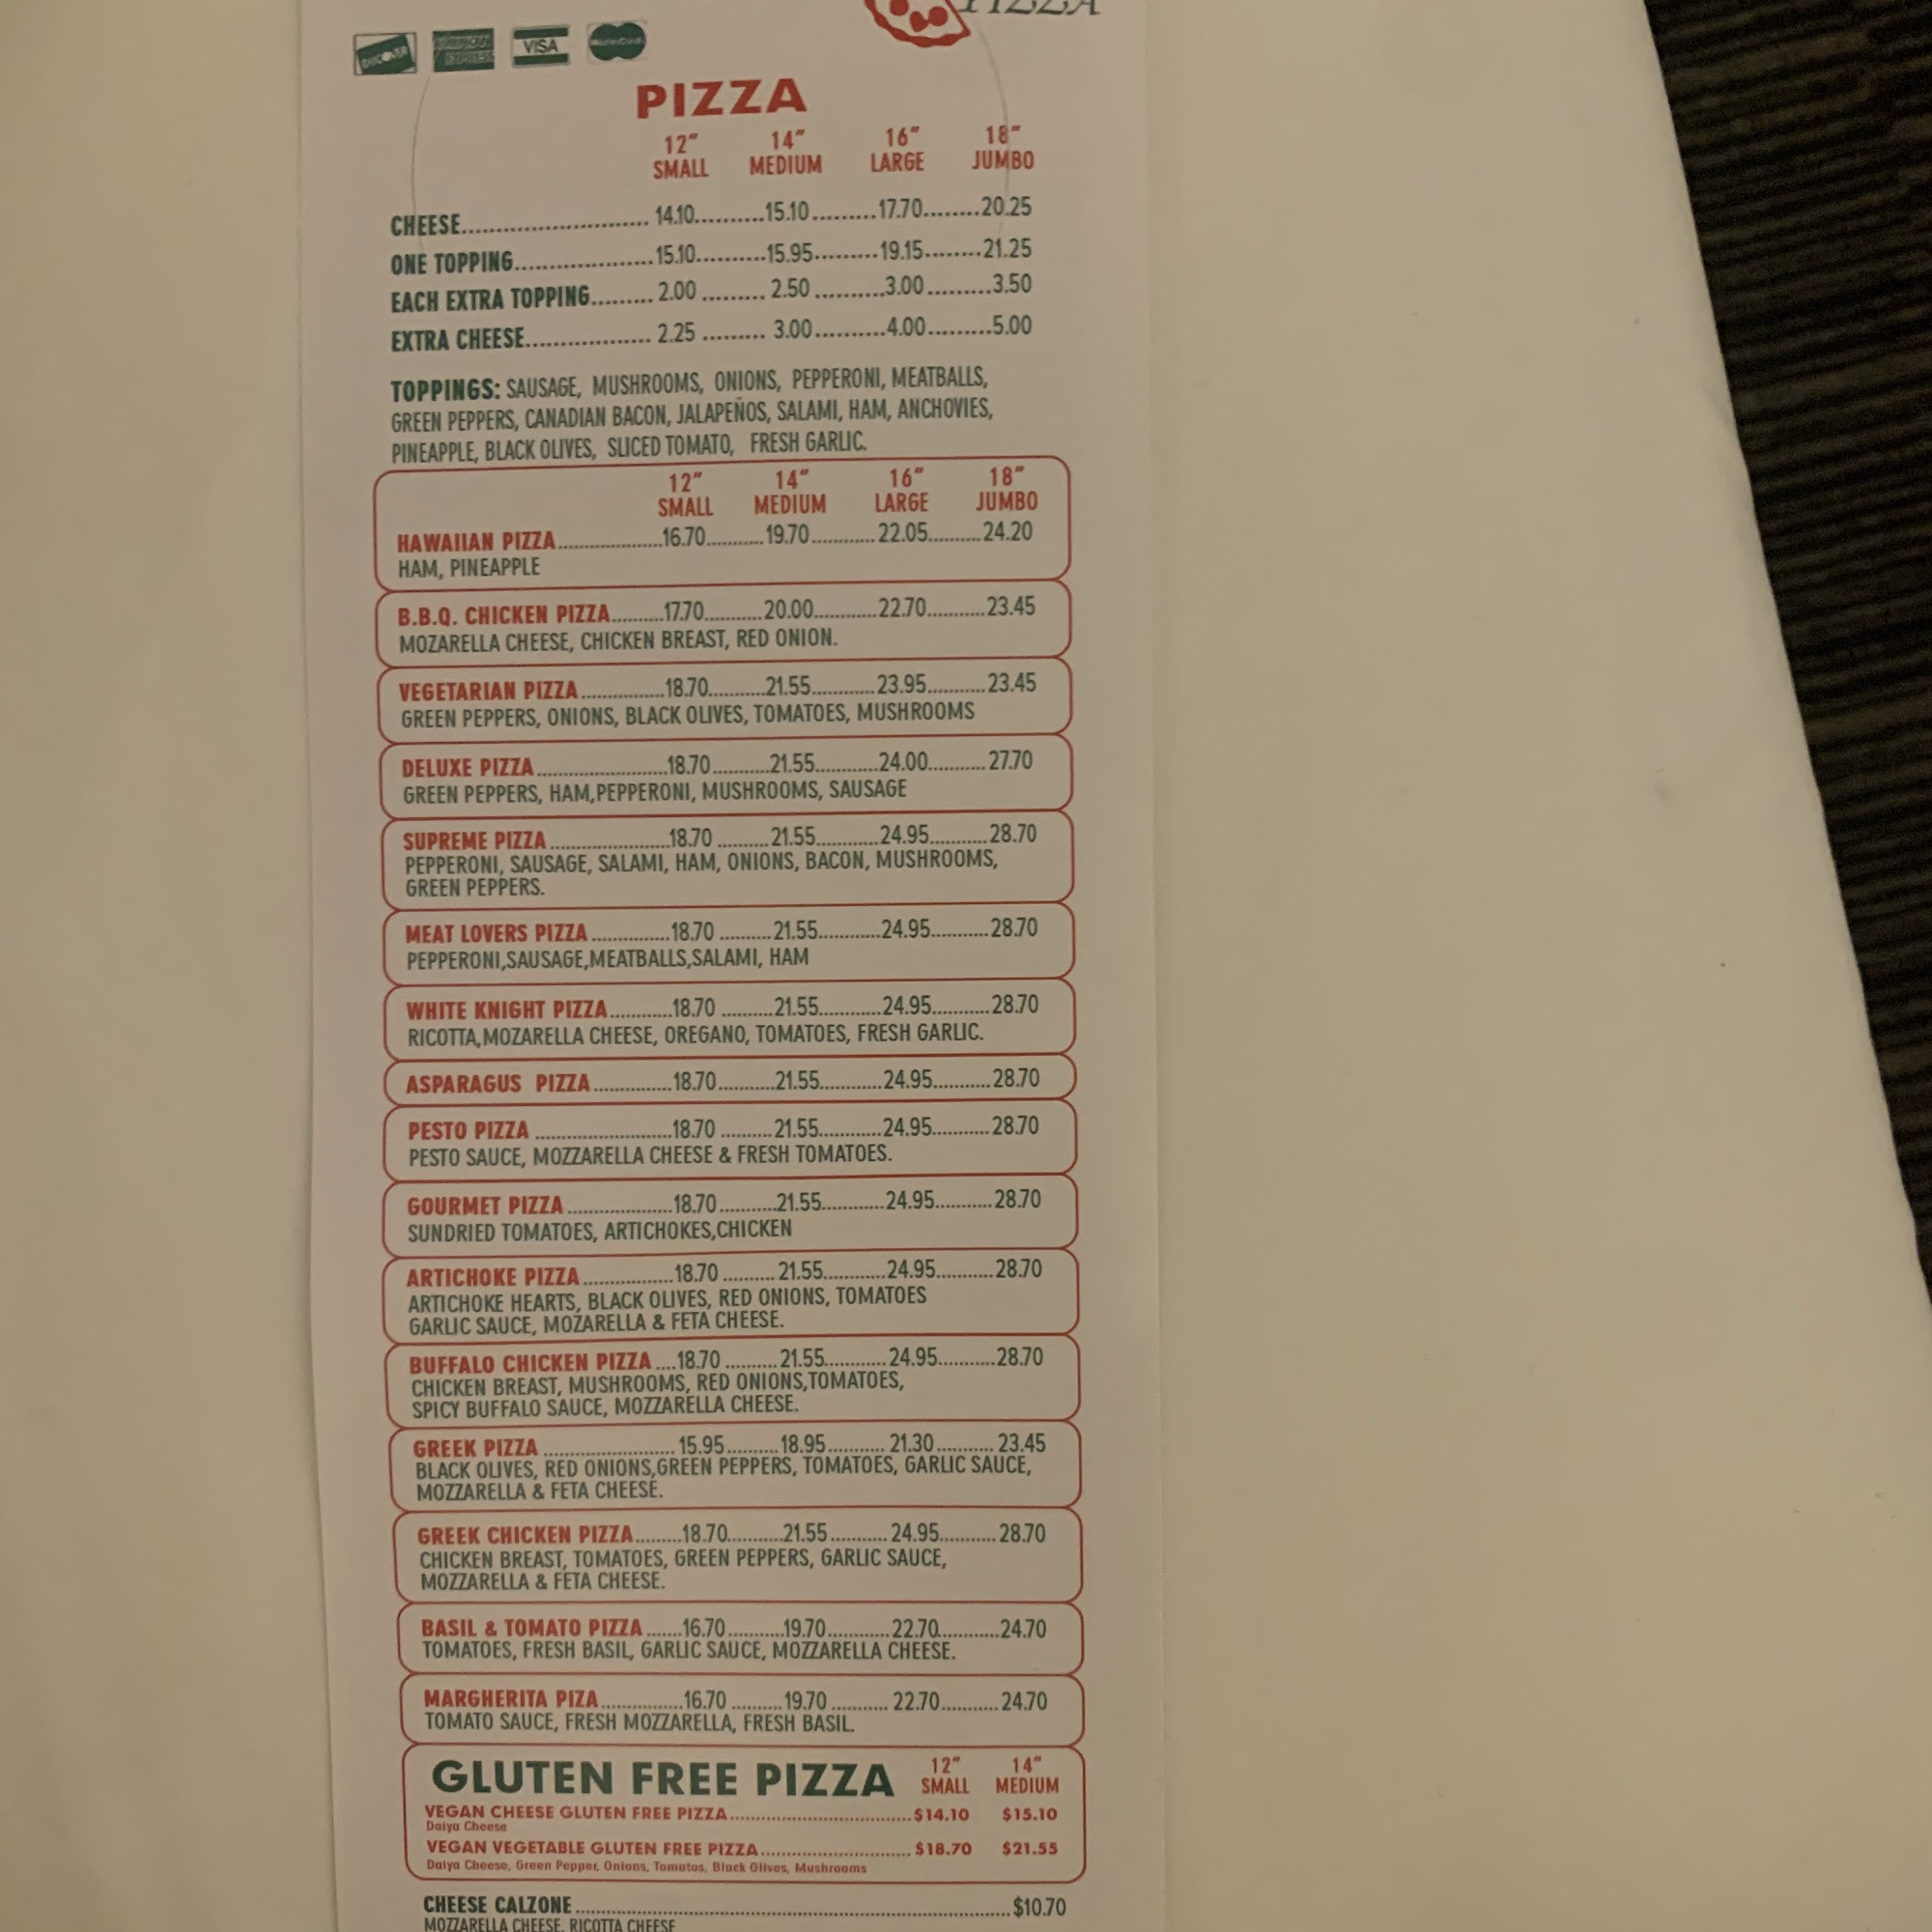 PIZZA
DISCOVER AMERICAN EXPRESS VISA MasterCard
PIZZA
12" 14" 16" 18"
SMALL MEDIUM LARGE JUMBO
CHEESE............................ 14.10..........15.10.........17.70........20.25
ONE TOPPING....................15.10..........15.95.........19.15........21.25
EACH EXTRA TOPPING......... 2.00 ......... 2.50 ..........3.00.........3.50
EXTRA CHEESE.................. 2.25 ......... 3.00..........4.00.........5.00
TOPPINGS: SAUSAGE, MUSHROOMS, ONIONS, PEPPERONI, MEATBALLS,
GREEN PEPPERS, CANADIAN BACON, JALAPEÑOS, SALAMI, HAM, ANCHOVIES,
PINEAPPLE, BLACK OLIVES, SLICED TOMATO, FRESH GARLIC.
12" 14" 16" 18"
SMALL MEDIUM LARGE JUMBO
HAWAIIAN PIZZA....................16.70...........19.70............22.05..........24.20
HAM, PINEAPPLE
B.B.Q. CHICKEN PIZZA..........17.70...........20.00............22.70...........23.45
MOZARELLA CHEESE, CHICKEN BREAST, RED ONION.
VEGETARIAN PIZZA................18.70...........21.55............23.95...........23.45
GREEN PEPPERS, ONIONS, BLACK OLIVES, TOMATOES, MUSHROOMS
DELUXE PIZZA.........................18.70...........21.55............24.00...........27.70
GREEN PEPPERS, HAM,PEPPERONI, MUSHROOMS, SAUSAGE
SUPREME PIZZA.......................18.70 ..........21.55............24.95...........28.70
PEPPERONI, SAUSAGE, SALAMI, HAM, ONIONS, BACON, MUSHROOMS,
GREEN PEPPERS.
MEAT LOVERS PIZZA...............18.70 ..........21.55............24.95...........28.70
PEPPERONI,SAUSAGE,MEATBALLS,SALAMI, HAM
WHITE KNIGHT PIZZA............18.70 ..........21.55............24.95...........28.70
RICOTTA,MOZARELLA CHEESE, OREGANO, TOMATOES, FRESH GARLIC.
ASPARAGUS PIZZA...............18.70...........21.55............24.95...........28.70
PESTO PIZZA ..........................18.70 ..........21.55............24.95...........28.70
PESTO SAUCE, MOZZARELLA CHEESE & FRESH TOMATOES.
GOURMET PIZZA....................18.70...........21.55............24.95...........28.70
SUNDRIED TOMATOES, ARTICHOKES,CHICKEN
ARTICHOKE PIZZA.................18.70 ..........21.55............24.95...........28.70
ARTICHOKE HEARTS, BLACK OLIVES, RED ONIONS, TOMATOES
GARLIC SAUCE, MOZARELLA & FETA CHEESE.
BUFFALO CHICKEN PIZZA ....18.70 ..........21.55............24.95...........28.70
CHICKEN BREAST, MUSHROOMS, RED ONIONS,TOMATOES,
SPICY BUFFALO SAUCE, MOZZARELLA CHEESE.
GREEK PIZZA .........................15.95..........18.95...........21.30...........23.45
BLACK OLIVES, RED ONIONS,GREEN PEPPERS, TOMATOES, GARLIC SAUCE,
MOZZARELLA & FETA CHEESE.
GREEK CHICKEN PIZZA.........18.70...........21.55...........24.95...........28.70
CHICKEN BREAST, TOMATOES, GREEN PEPPERS, GARLIC SAUCE,
MOZZARELLA & FETA CHEESE.
BASIL & TOMATO PIZZA.......16.70...........19.70............22.70............24.70
TOMATOES, FRESH BASIL, GARLIC SAUCE, MOZZARELLA CHEESE.
MARGHERITA PIZA................16.70 ..........19.70........... 22.70...........24.70
TOMATO SAUCE, FRESH MOZZARELLA, FRESH BASIL.
GLUTEN FREE PIZZA 12" 14"
SMALL MEDIUM
VEGAN CHEESE GLUTEN FREE PIZZA.....................................$14.10 $15.10
Daiya Cheese
VEGAN VEGETABLE GLUTEN FREE PIZZA............................... $18.70 $21.55
Daiya Cheese, Green Pepper, Onions, Tomatos, Black Olives, Mushrooms
CHEESE CALZONE....................................................................................$10.70
MOZZARELLA CHEESE, RICOTTA CHEESE